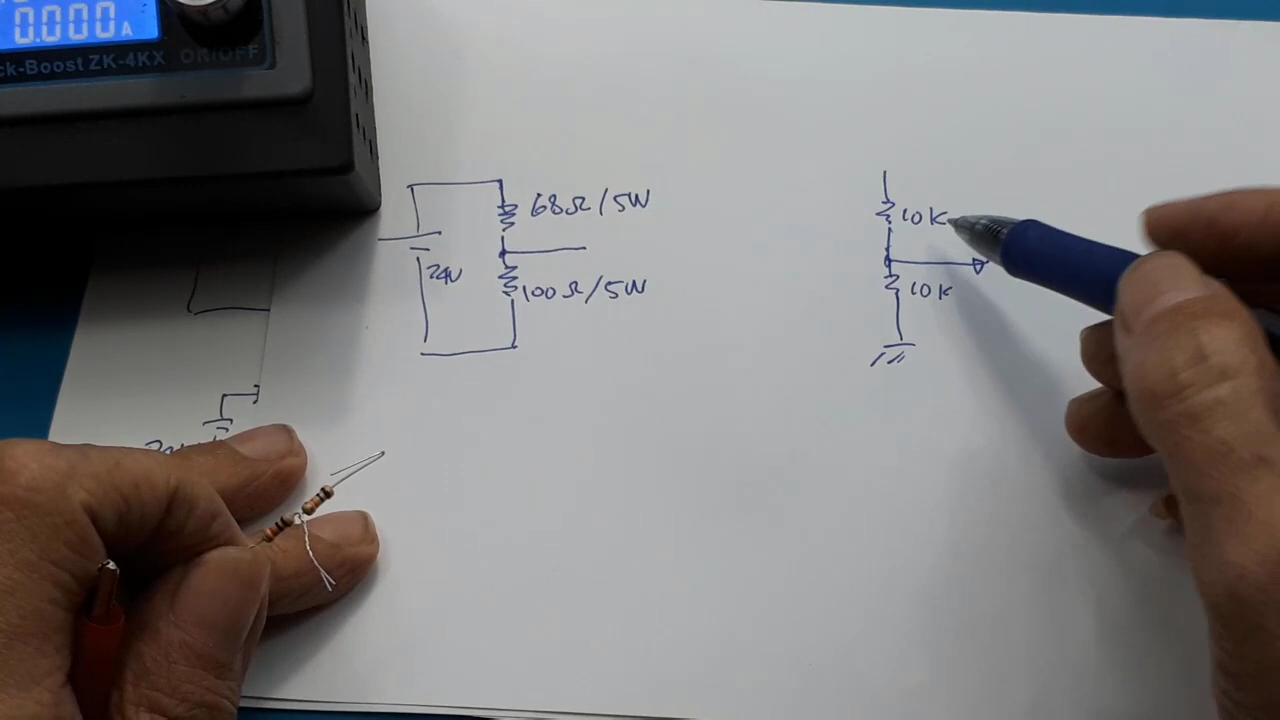 0.000A
ck-Boost ZK-4KX ON/OFF
68Ω/5W
24V
100Ω/5W
10K
10K